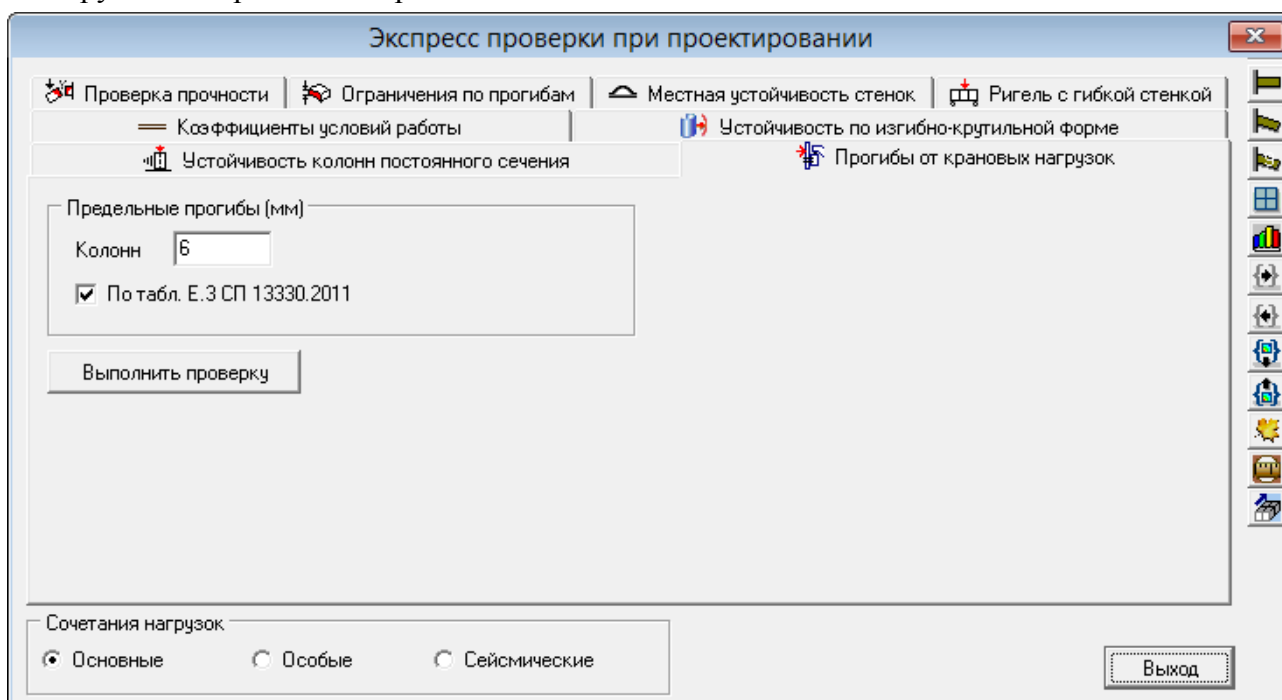 Экспресс проверки при проектировании
Проверка прочности Ограничения по прогибам Местная устойчивость стенок Ригель с гибкой стенкой
Коэффициенты условий работы Устойчивость по изгибно-крутильной форме
Устойчивость колонн постоянного сечения Прогибы от крановых нагрузок
Предельные прогибы (мм)
Колонн 6
По табл. Е.3 СП 13330.2011
Выполнить проверку
Сочетания нагрузок
Основные Особые Сейсмические
Выход